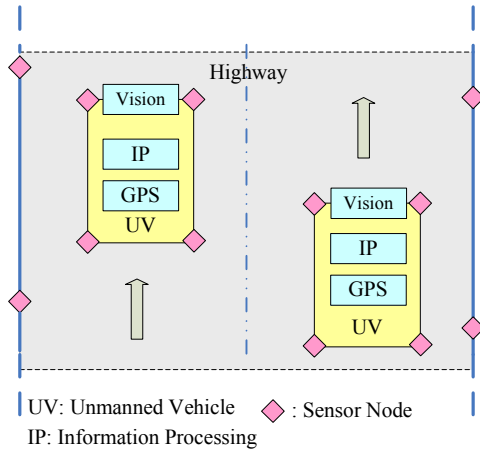 Highway
Vision
IP
GPS
UV
Vision
IP
GPS
UV
UV: Unmanned Vehicle
: Sensor Node
IP: Information Processing